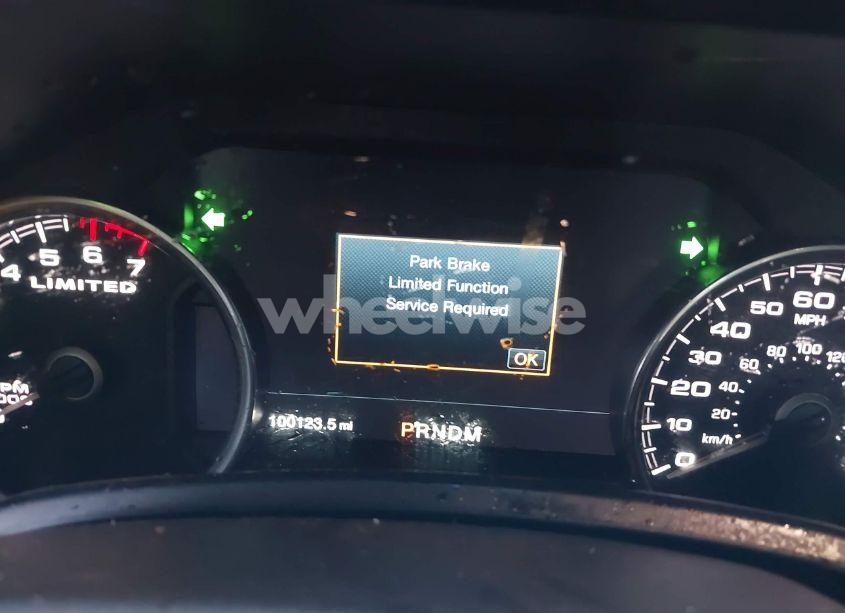 4 5 6 7
LIMITED
Park Brake
Limited Function
Service Required
OK
wheelwise
100123.5 mi
PRNDM
60
50
MPH
40
30
20
10
0
100
80
60
40
20
km/h